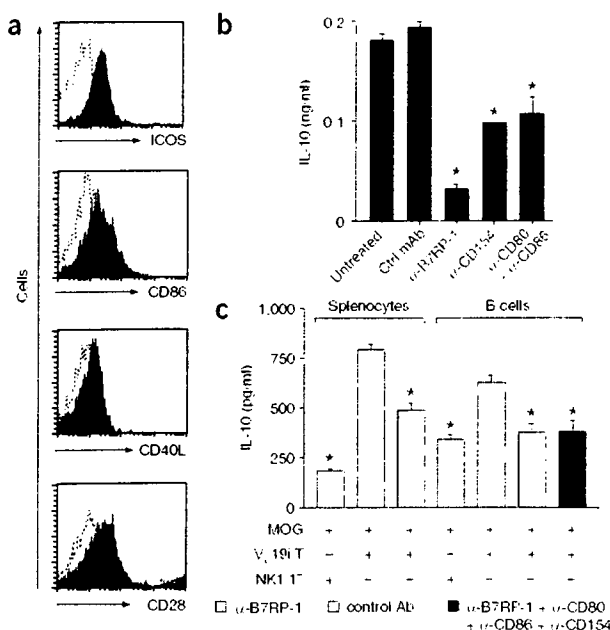 a
Cells
ICOS
CD86
CD40L
CD28
b
IL-10 (ng/ml)
0.2
0.1
0
Untreated
Ctrl mAb
α-B7RP-1
α-CD154
α-CD80
+ α-CD86
* * *
c
IL-10 (pg/ml)
1,000
750
500
250
0
Splenocytes
B cells
* * * * *
MOG + + + + + + +
19i T – + + – + + +
NK1.1 + – – + – – –
α-B7RP-1
control Ab
α-B7RP-1 + α-CD80
+ α-CD86 + α-CD154